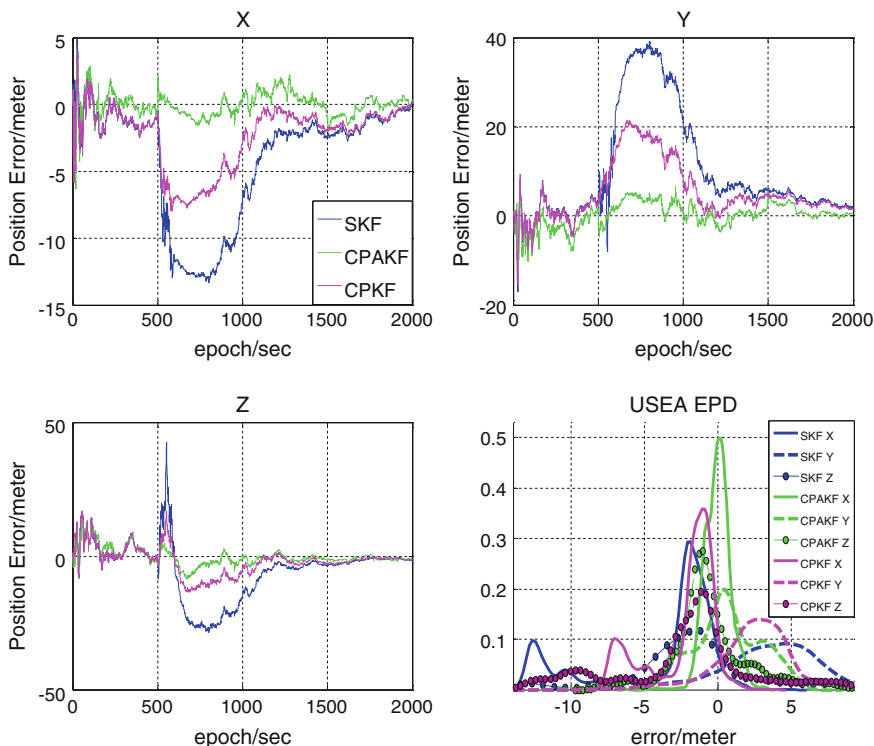 X
Position Error/meter
5
0
-5
-10
-15
0
500
1000
1500
2000
epoch/sec
SKF
CPAKF
CPKF
Y
Position Error/meter
40
20
0
-20
0
500
1000
1500
2000
epoch/sec
Z
Position Error/meter
50
0
-50
0
500
1000
1500
2000
epoch/sec
USEA EPD
0.5
0.4
0.3
0.2
0.1
-10
-5
0
5
error/meter
SKF X
SKF Y
SKF Z
CPAKF X
CPAKF Y
CPAKF Z
CPKF X
CPKF Y
CPKF Z